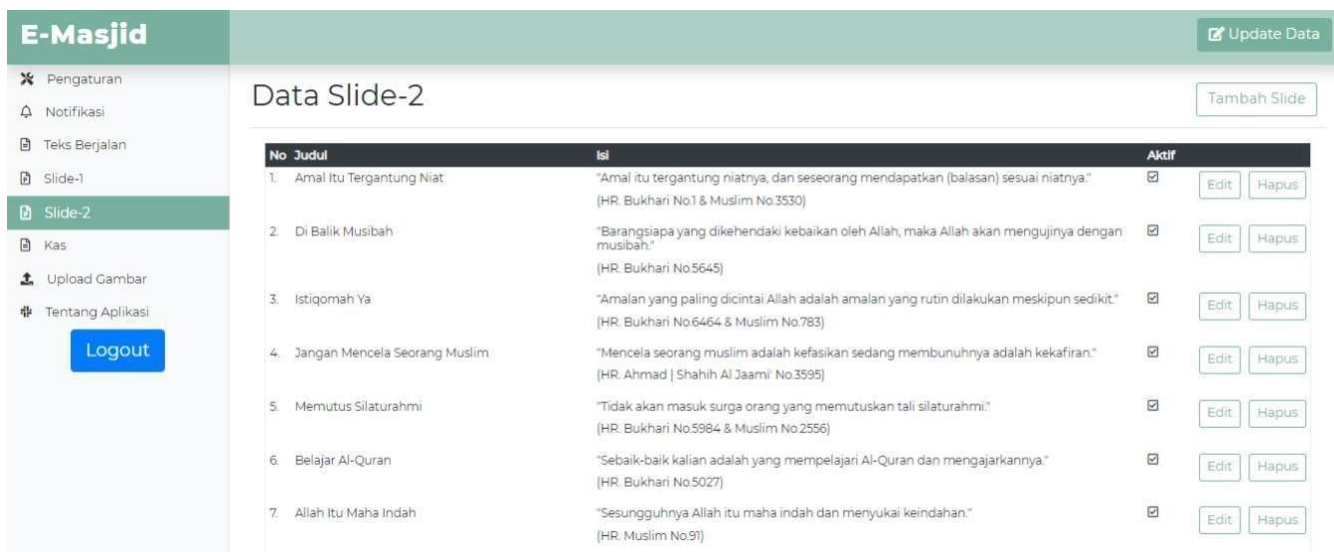 E-Masjid
Update Data
Pengaturan
Notifikasi
Teks Berjalan
Slide-1
Slide-2
Kas
Upload Gambar
Tentang Aplikasi
Logout
Data Slide-2
Tambah Slide
No Judul Isi Aktif
1. Amal Itu Tergantung Niat "Amal itu tergantung niatnya, dan seseorang mendapatkan (balasan) sesuai niatnya." Edit Hapus
(HR. Bukhari No.1 & Muslim No.3530)
2. Di Balik Musibah "Barangsiapa yang dikehendaki kebaikan oleh Allah, maka Allah akan mengujinya dengan Edit Hapus
musibah."
(HR. Bukhari No.5645)
3. Istiqomah Ya "Amalan yang paling dicintai Allah adalah amalan yang rutin dilakukan meskipun sedikit." Edit Hapus
(HR. Bukhari No.6464 & Muslim No.783)
4. Jangan Mencela Seorang Muslim "Mencela seorang muslim adalah kefasikan sedang membunuhnya adalah kekafiran." Edit Hapus
(HR. Ahmad | Shahih Al Jaami' No.3595)
5. Memutus Silaturahmi "Tidak akan masuk surga orang yang memutuskan tali silaturahmi." Edit Hapus
(HR. Bukhari No.5984 & Muslim No.2556)
6. Belajar Al-Quran "Sebaik-baik kalian adalah yang mempelajari Al-Quran dan mengajarkannya." Edit Hapus
(HR. Bukhari No.5027)
7. Allah Itu Maha Indah "Sesungguhnya Allah itu maha indah dan menyukai keindahan." Edit Hapus
(HR. Muslim No.91)